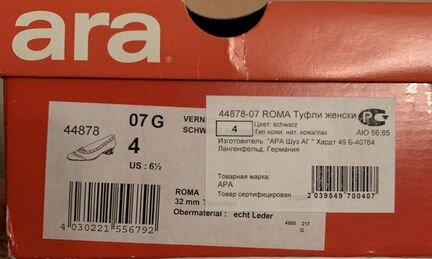 ara®
44878
07 G
4
US : 6½
VERN
SCHW
ROMA
32 mm T
Obermaterial : echt Leder
4 030221 556792
4950 217
G
44878-07 ROMA Туфли женски
4
Цвет: schwarz
Тип кожи: нат. кожа/лак
АЮ 56;85
Изготовитель: "АРА Шуз АГ" Хардт 49 Б-40764
Лангенфельд, Германия
Товарная марка:
АРА
Товар сертифицирован
2 039549 700407